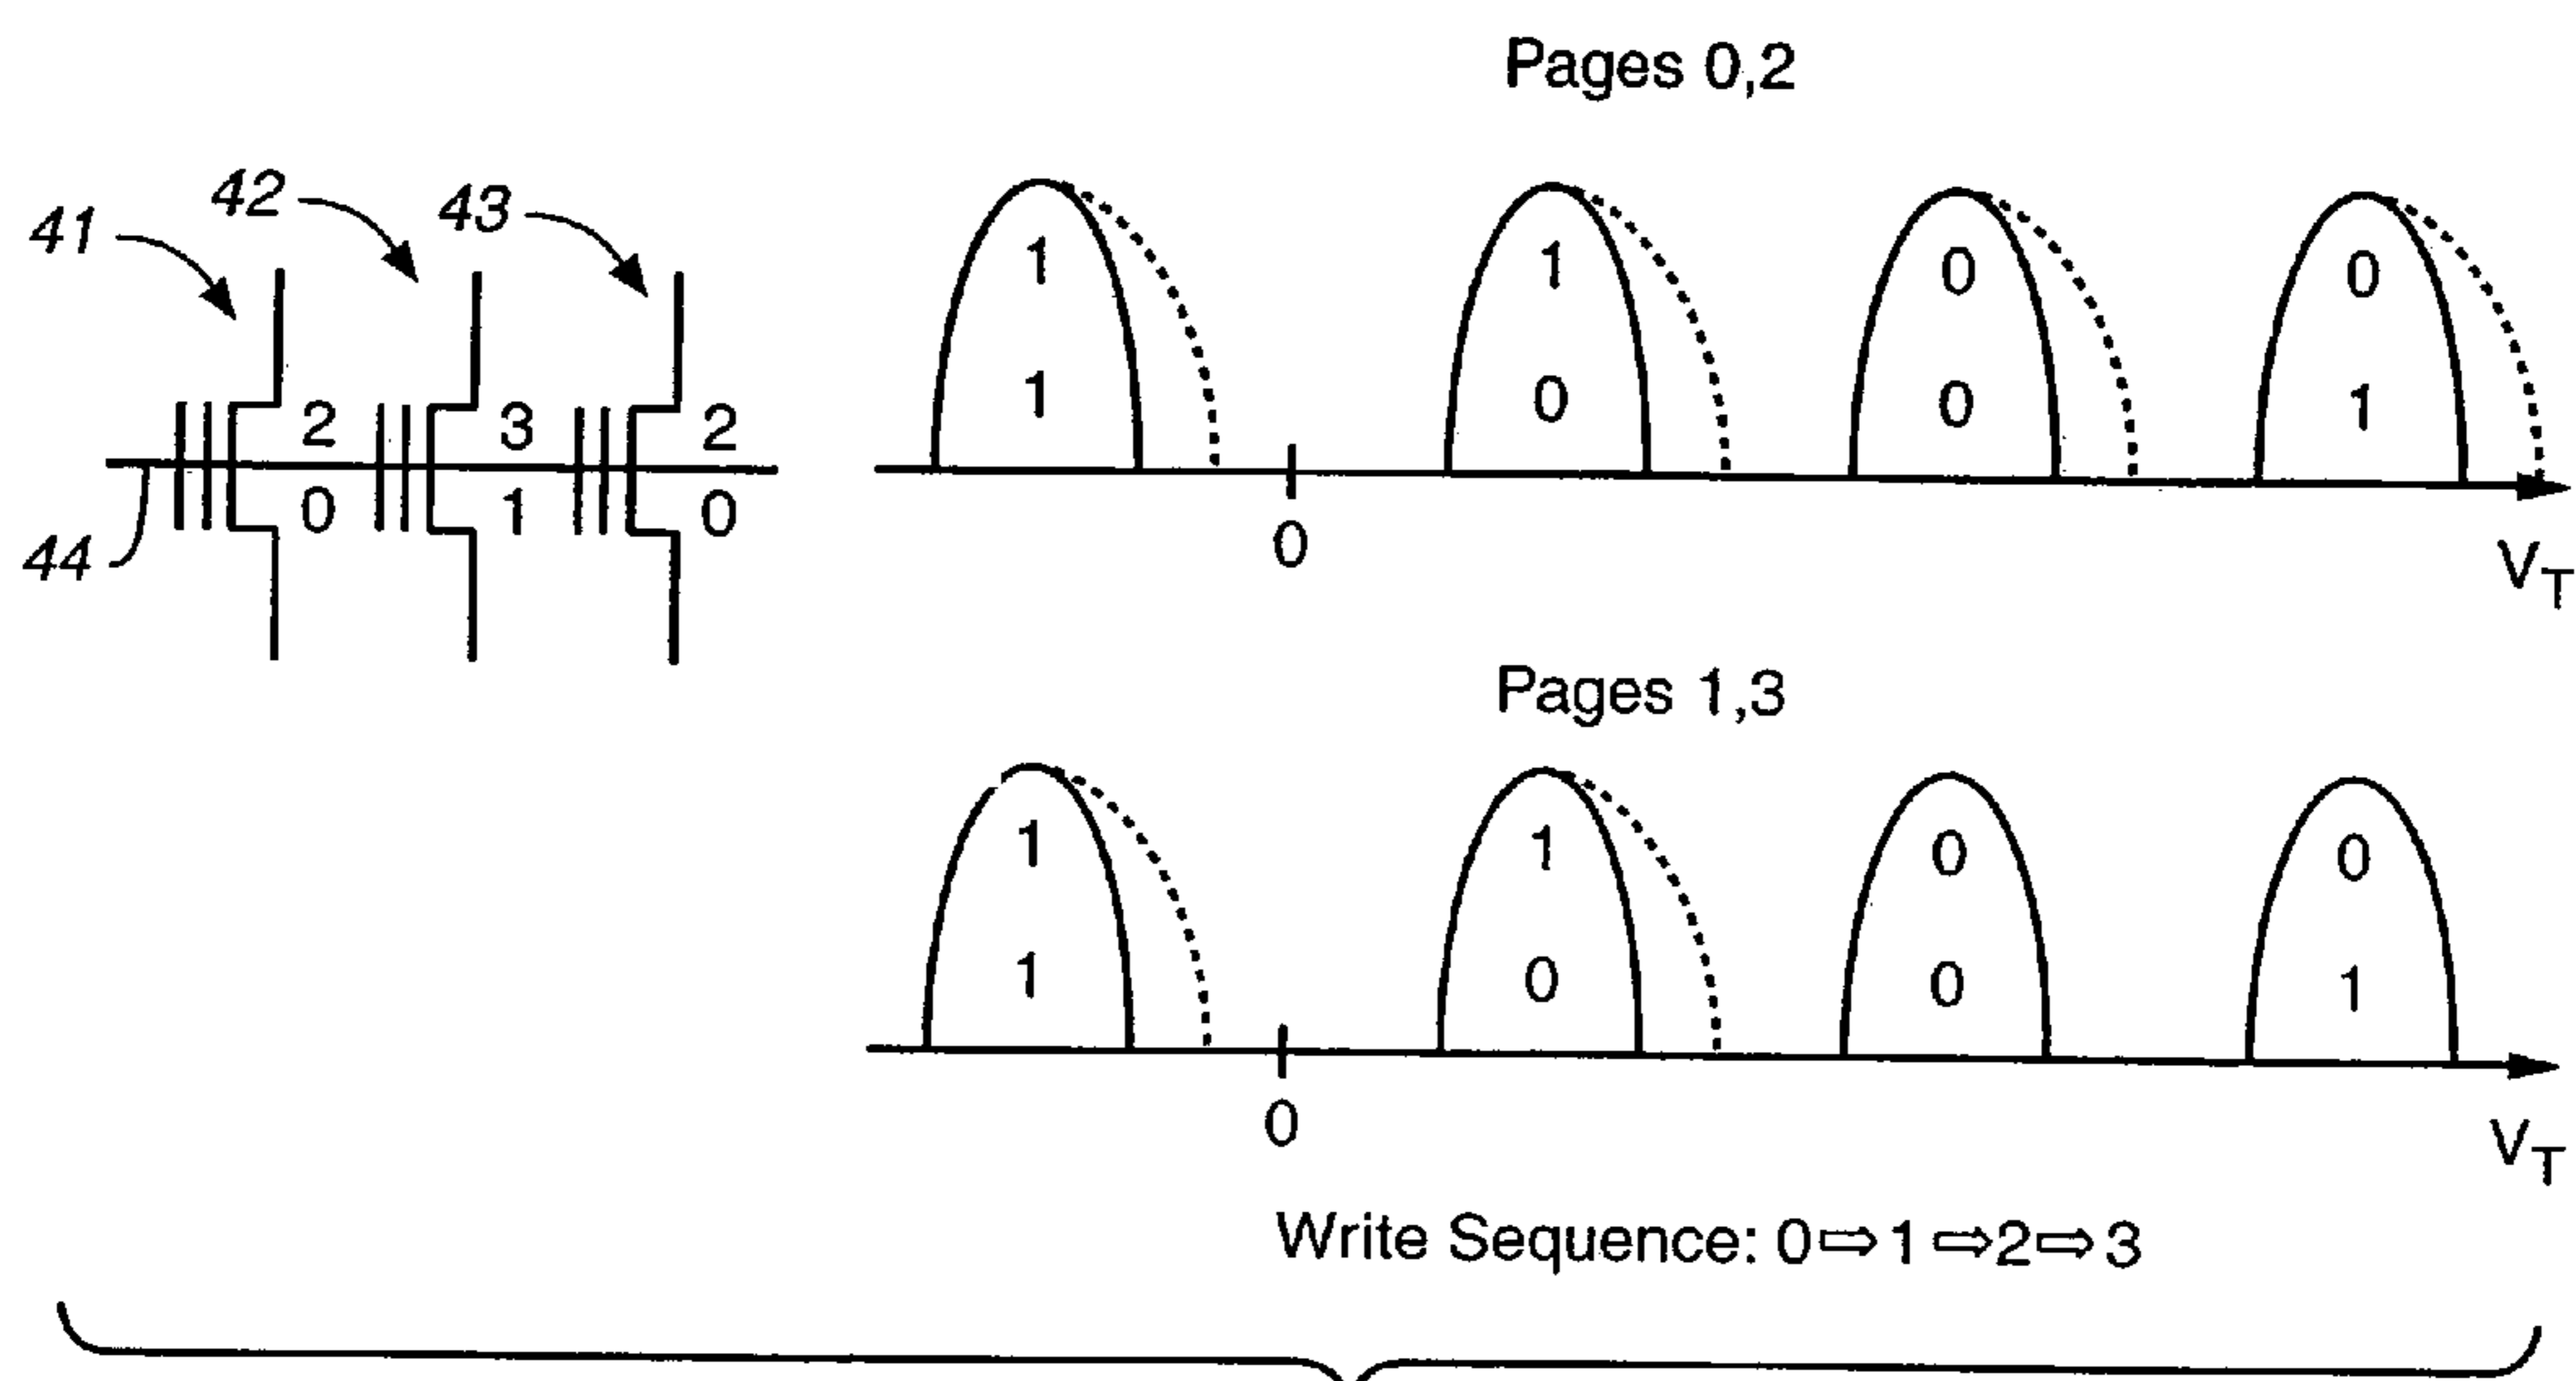 Pages 0,2
41 42 43
2 3 2
0 1 0
44
1 1 0 0
1 0 0 1
0
V_T
Pages 1,3
1 1 0 0
1 0 0 1
0
V_T
Write Sequence: 0⇨1⇨2⇨3